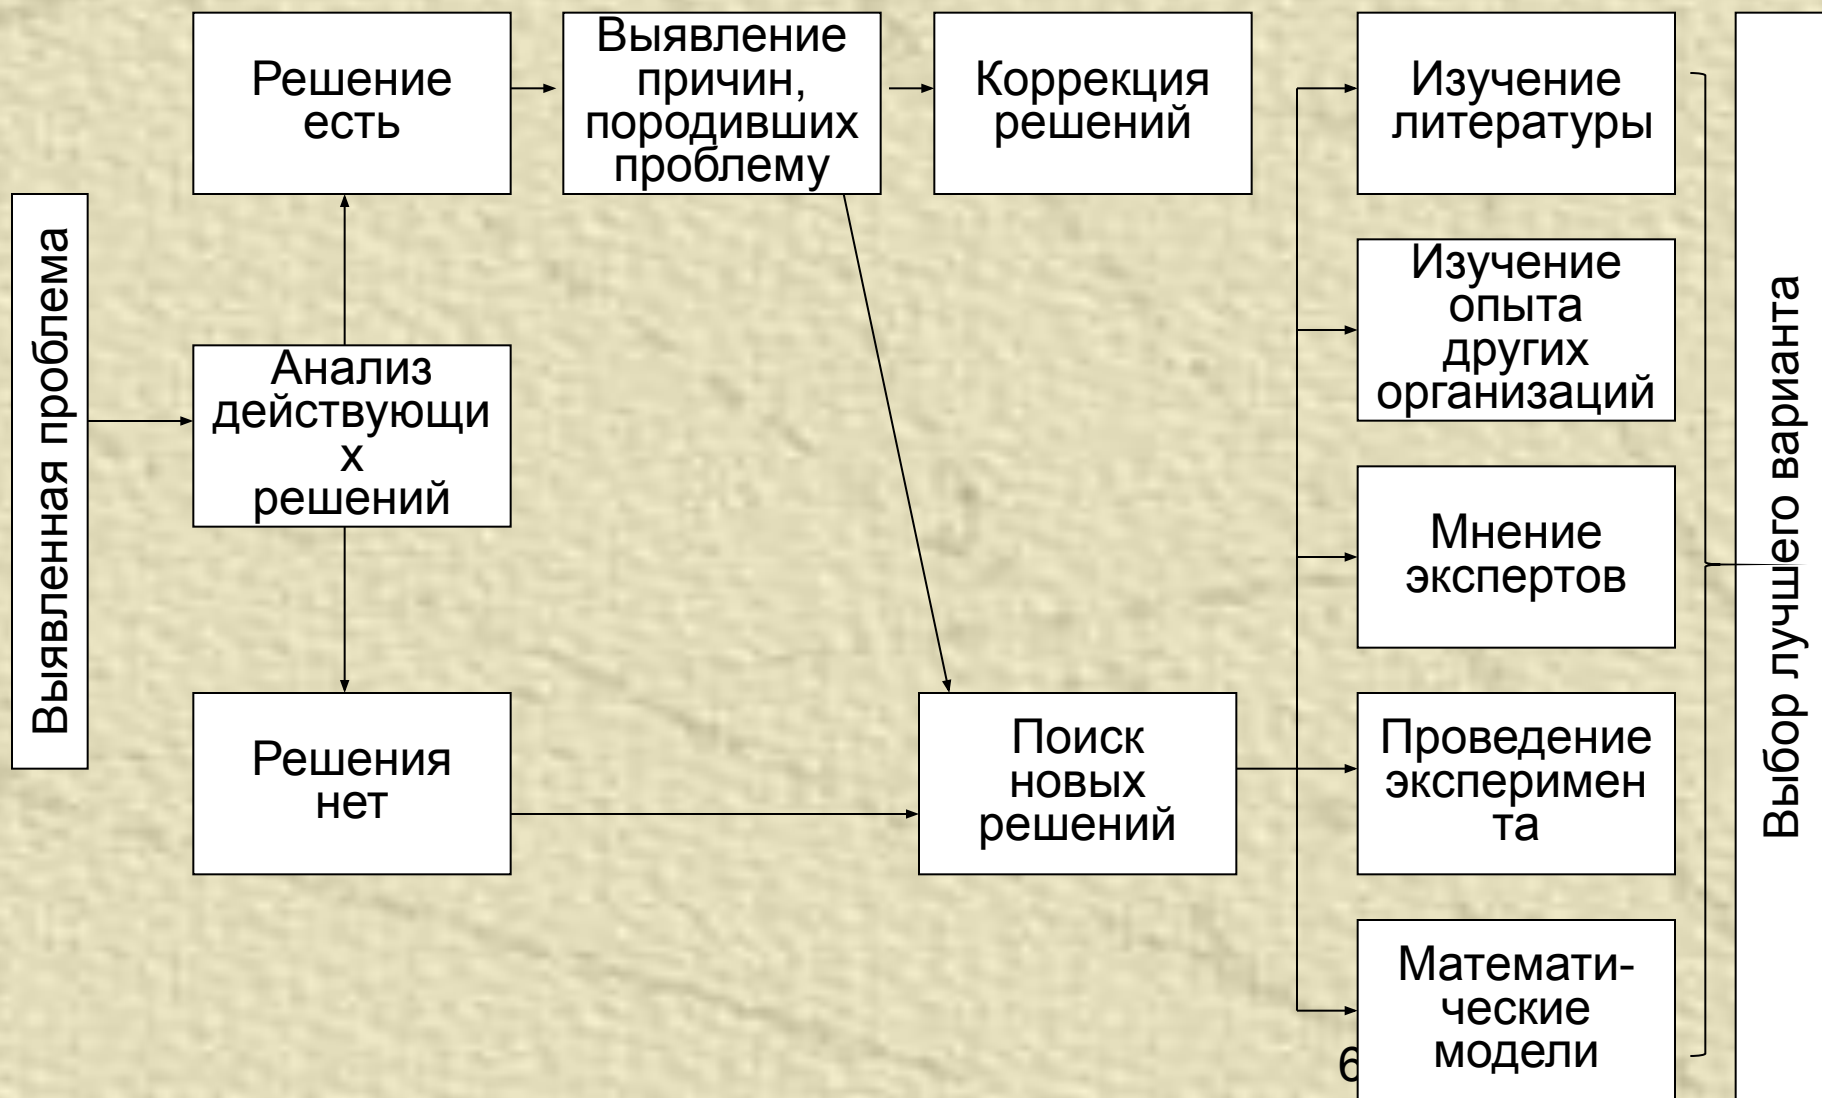 Выявленная проблема
Решение
есть
Выявление
причин,
породивших
проблему
Коррекция
решений
Анализ
действующи
х
решений
Решения
нет
Поиск
новых
решений
Изучение
литературы
Изучение
опыта
других
организаций
Мнение
экспертов
Проведение
эксперимен
та
Математи-
ческие
модели
6
Выбор лучшего варианта